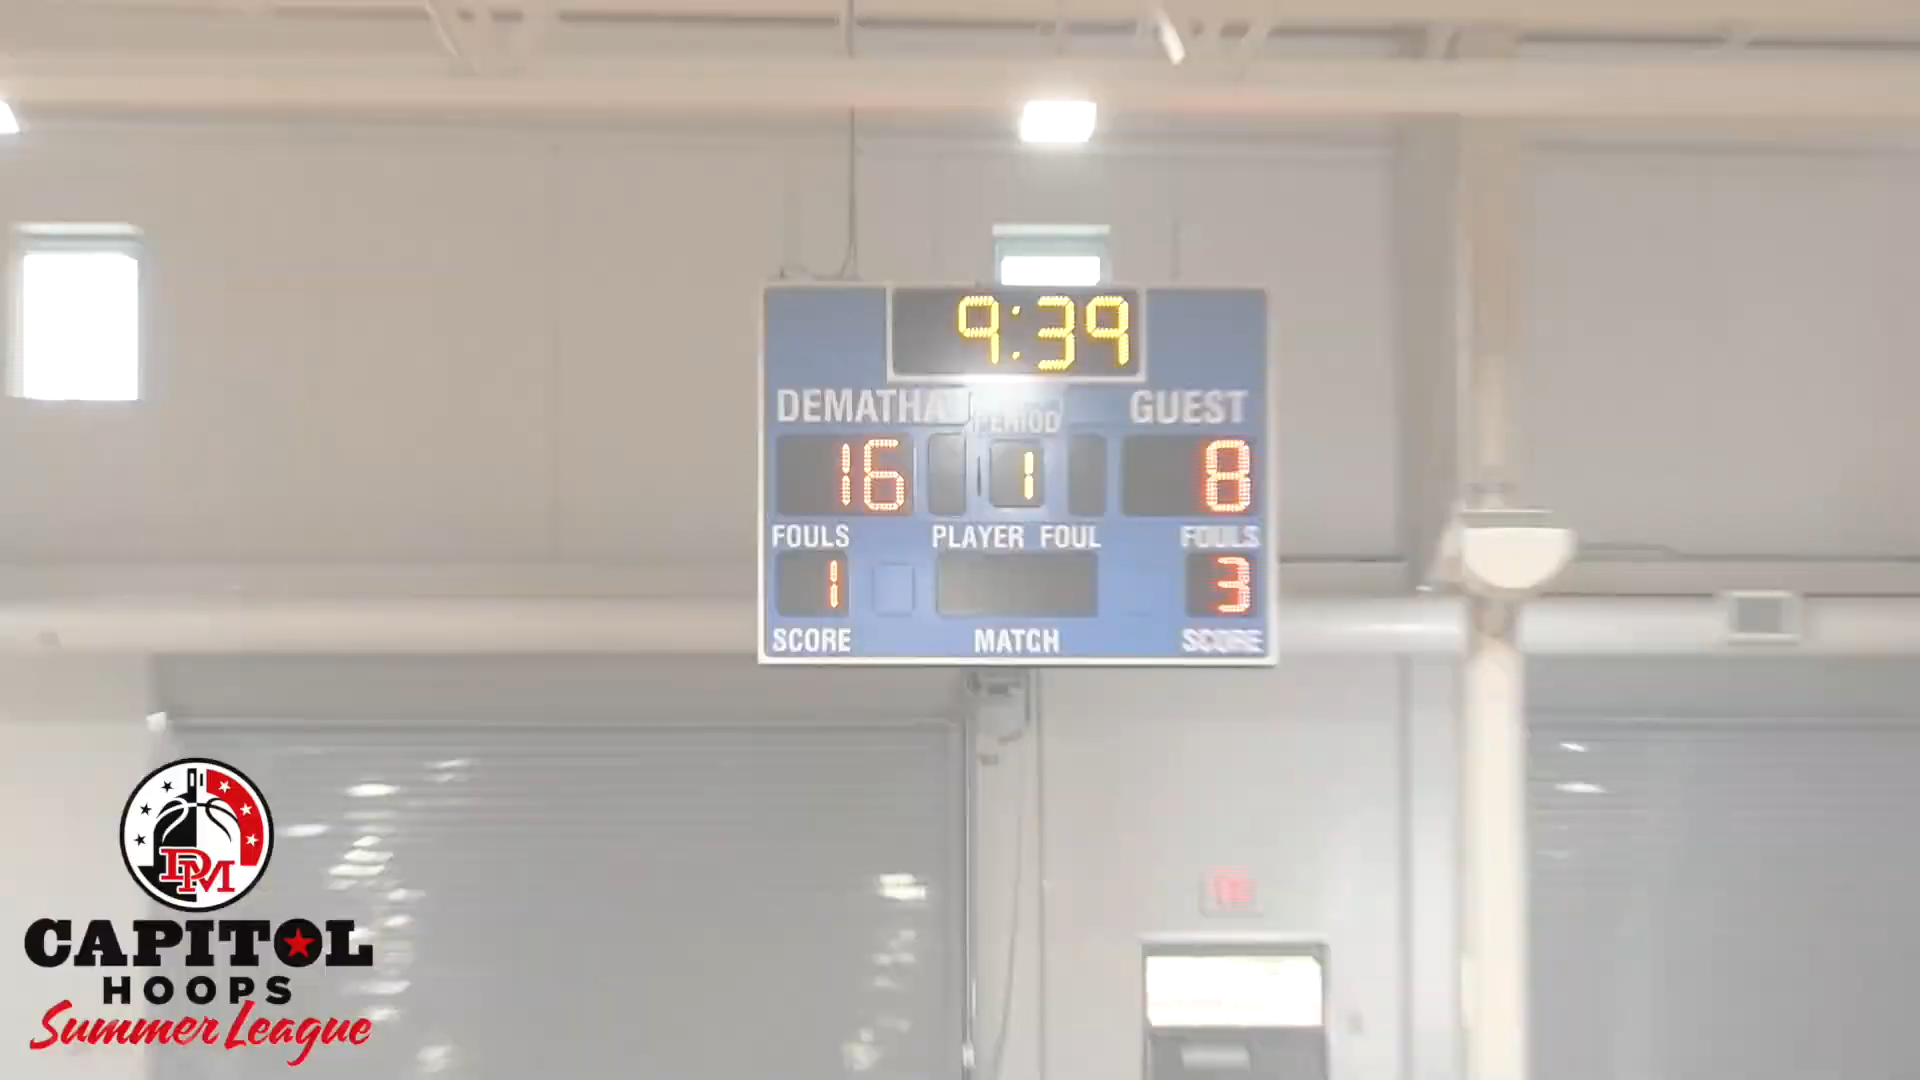 9:39
DEMATHA PERIOD GUEST
16 1 8
FOULS PLAYER FOUL FOULS
1 3
SCORE MATCH SCORE
DM
CAPITOL
HOOPS
Summer League